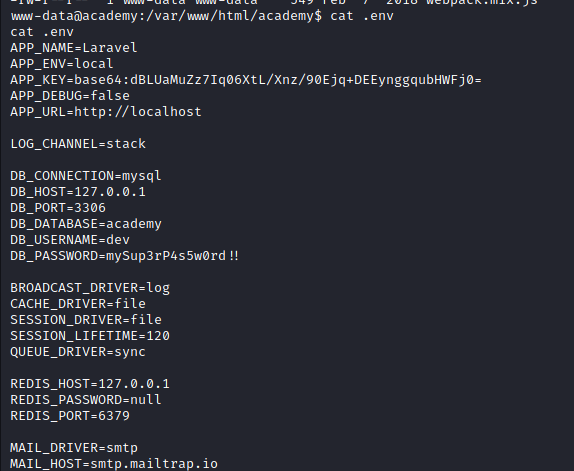 -rw-r--r-- 1 www-data www-data 549 Feb 7 2018 webpack.mix.js
www-data@academy:/var/www/html/academy$ cat .env
cat .env
APP_NAME=Laravel
APP_ENV=local
APP_KEY=base64:dBLUaMuZz7Iq06XtL/Xnz/90Ejq+DEEynggqubHWFj0=
APP_DEBUG=false
APP_URL=http://localhost

LOG_CHANNEL=stack

DB_CONNECTION=mysql
DB_HOST=127.0.0.1
DB_PORT=3306
DB_DATABASE=academy
DB_USERNAME=dev
DB_PASSWORD=mySup3rP4s5w0rd!!

BROADCAST_DRIVER=log
CACHE_DRIVER=file
SESSION_DRIVER=file
SESSION_LIFETIME=120
QUEUE_DRIVER=sync

REDIS_HOST=127.0.0.1
REDIS_PASSWORD=null
REDIS_PORT=6379

MAIL_DRIVER=smtp
MAIL_HOST=smtp.mailtrap.io